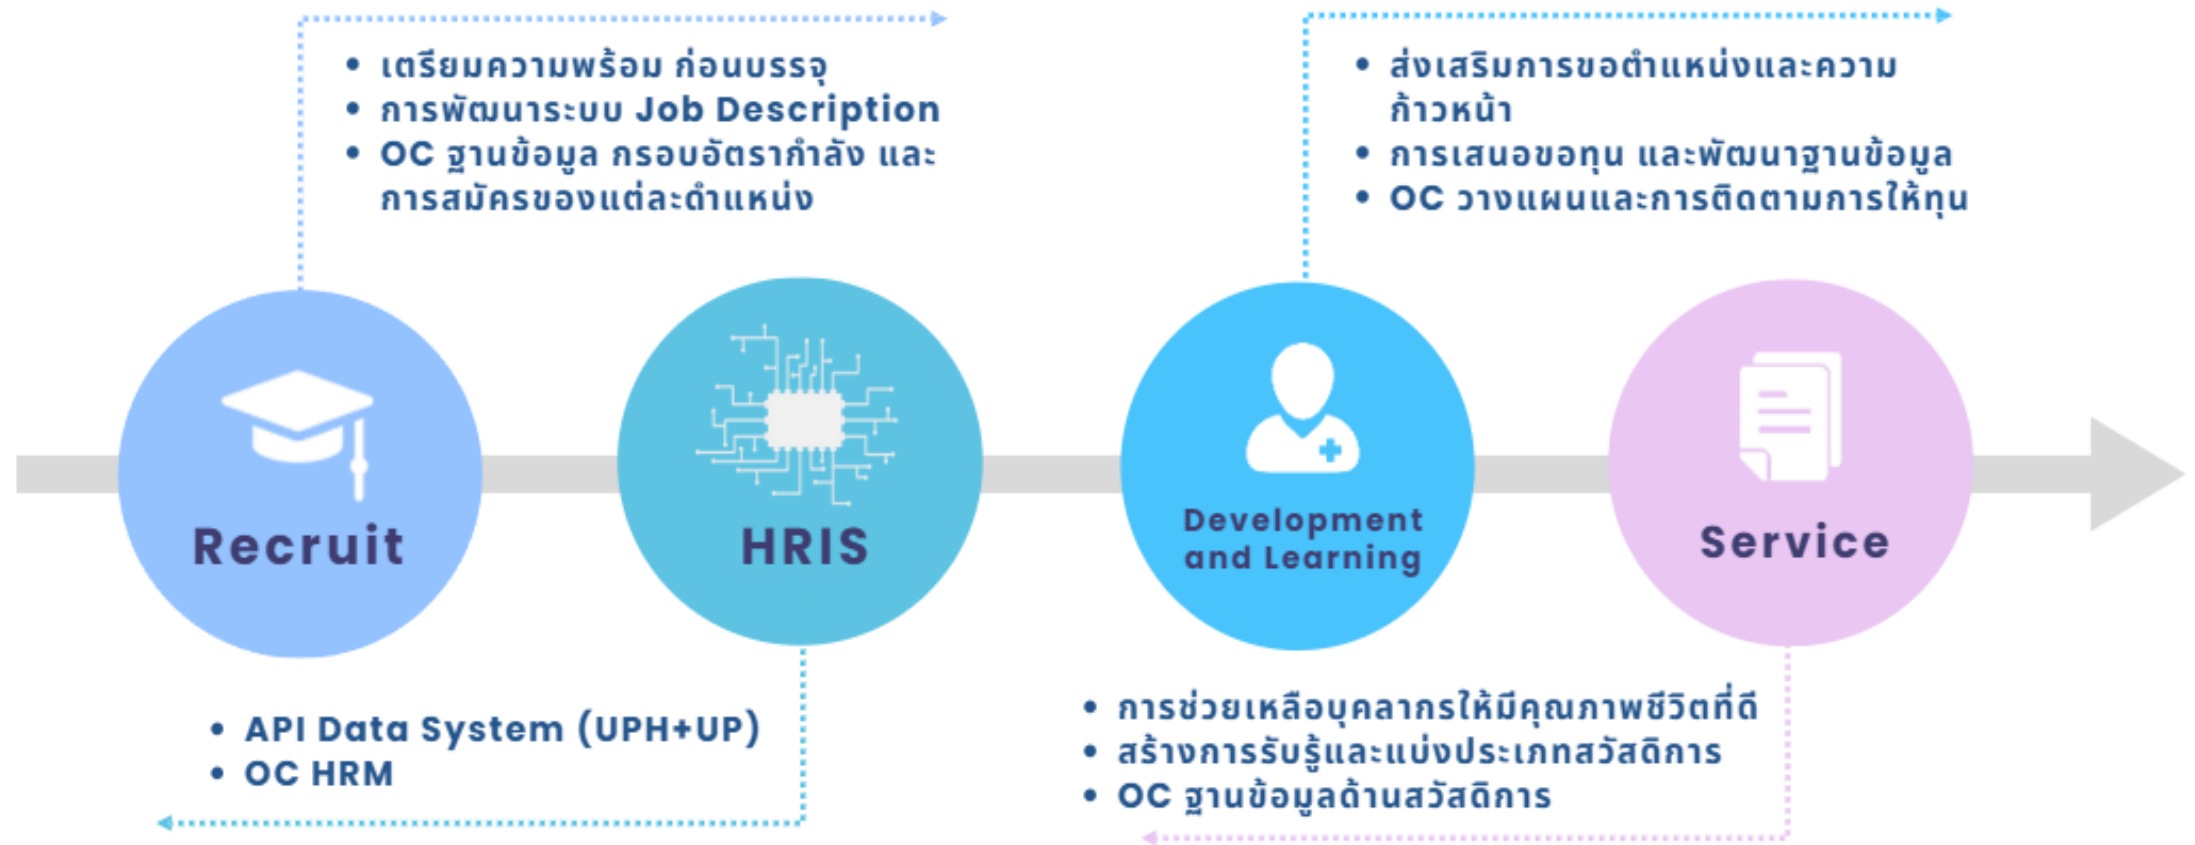 • เตรียมความพร้อม ก่อนบรรจุ
• การพัฒนาระบบ Job Description
• OC ฐานข้อมูล กรอบอัตรากำลัง และ
การสมัครของแต่ละตำแหน่ง
• ส่งเสริมการขอตำแหน่งและความ
ก้าวหน้า
• การเสนอขอทุน และพัฒนาฐานข้อมูล
• OC วางแผนและการติดตามการให้ทุน
Recruit
HRIS
Development
and Learning
Service
• API Data System (UPH+UP)
• OC HRM
• การช่วยเหลือบุคลากรให้มีคุณภาพชีวิตที่ดี
• สร้างการรับรู้และแบ่งประเภทสวัสดิการ
• OC ฐานข้อมูลด้านสวัสดิการ